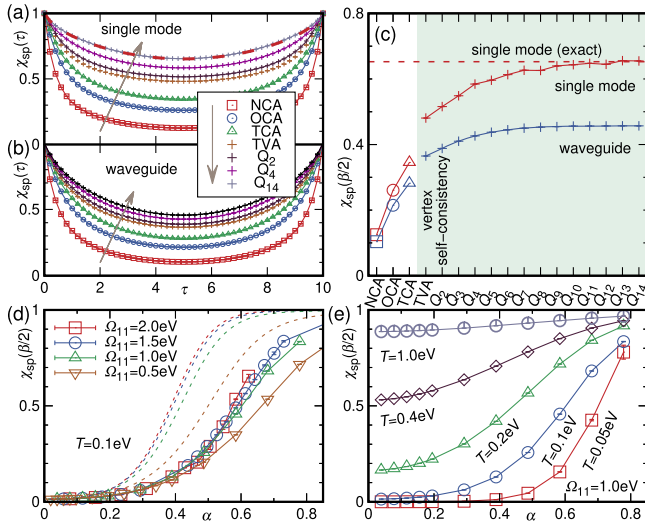 (a)
single mode
χsp(τ)
1
0.5
0
NCA
OCA
TCA
TVA
Q2
Q4
Q14
(b)
waveguide
χsp(τ)
1
0.5
0
0 2 4 6 8 10
τ
(c)
single mode (exact)
single mode
waveguide
vertex
self−consistency
χsp(β/2)
0.8
0.4
0
NCA
OCA
TCA
TVA
Q2
Q3
Q4
Q5
Q6
Q7
Q8
Q9
Q10
Q11
Q12
Q13
Q14
(d)
Ω11=2.0eV
Ω11=1.5eV
Ω11=1.0eV
Ω11=0.5eV
T=0.1eV
χsp(β/2)
1
0.5
0
0 0.2 0.4 0.6 0.8
α
(e)
T=1.0eV
T=0.4eV
T=0.2eV
T=0.1eV
T=0.05eV
Ω11=1.0eV
χsp(β/2)
1
0.5
0
0 0.2 0.4 0.6 0.8
α